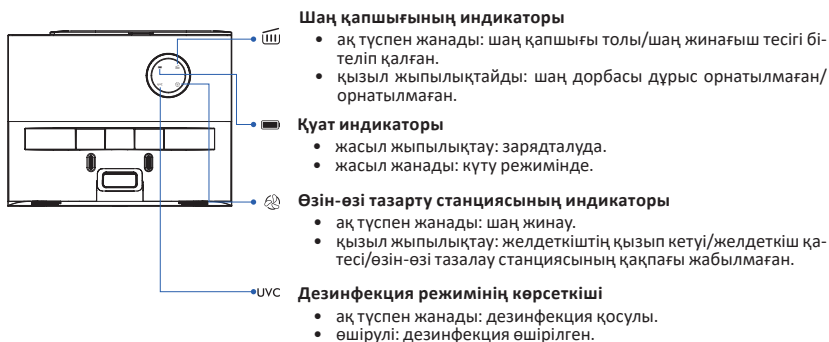 Шаң қапшығының индикаторы
• ақ түспен жанады: шаң қапшығы толы/шаң жинағыш тесігі бі-
теліп қалған.
• қызыл жыпылықтайды: шаң дорбасы дұрыс орнатылмаған/
орнатылмаған.
Қуат индикаторы
• жасыл жыпылықтау: зарядталуда.
• жасыл жанады: күту режимінде.
Өзін-өзі тазарту станциясының индикаторы
• ақ түспен жанады: шаң жинау.
• қызыл жыпылықтау: желдеткіштің қызып кетуі/желдеткіш қа-
тесі/өзін-өзі тазалау станциясының қақпағы жабылмаған.
UVC Дезинфекция режимінің көрсеткіші
• ақ түспен жанады: дезинфекция қосулы.
• өшірулі: дезинфекция өшірілген.